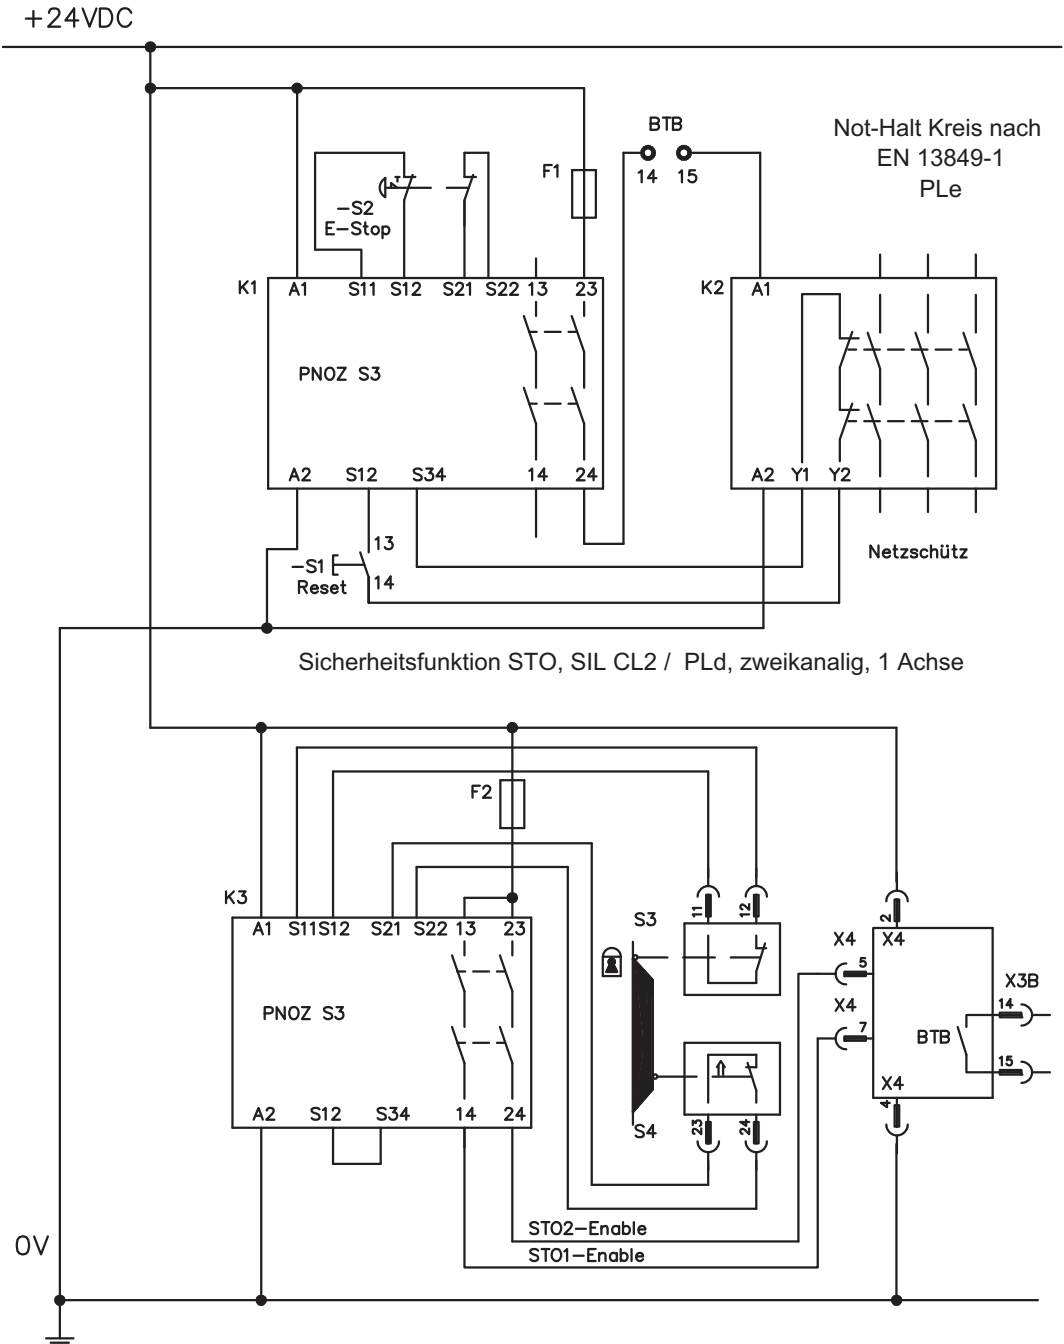 +24VDC
BTB
14 15
Not-Halt Kreis nach
EN 13849-1
PLe
F1
-S2
E-Stop
K1
A1 S11 S12 S21 S22 13 23
PNOZ S3
A2 S12 S34 14 24
K2
A1
A2 Y1 Y2
Netzschütz
13
-S1
Reset
14
Sicherheitsfunktion STO, SIL CL2 / PLd, zweikanalig, 1 Achse
F2
K3
A1 S11 S12 S21 S22 13 23
PNOZ S3
A2 S12 S34 14 24
S3
11 12
S4
23 24
X4
5
X4
7
2
X4
BTB
X4
4
X3B
14
15
STO2-Enable
STO1-Enable
0V